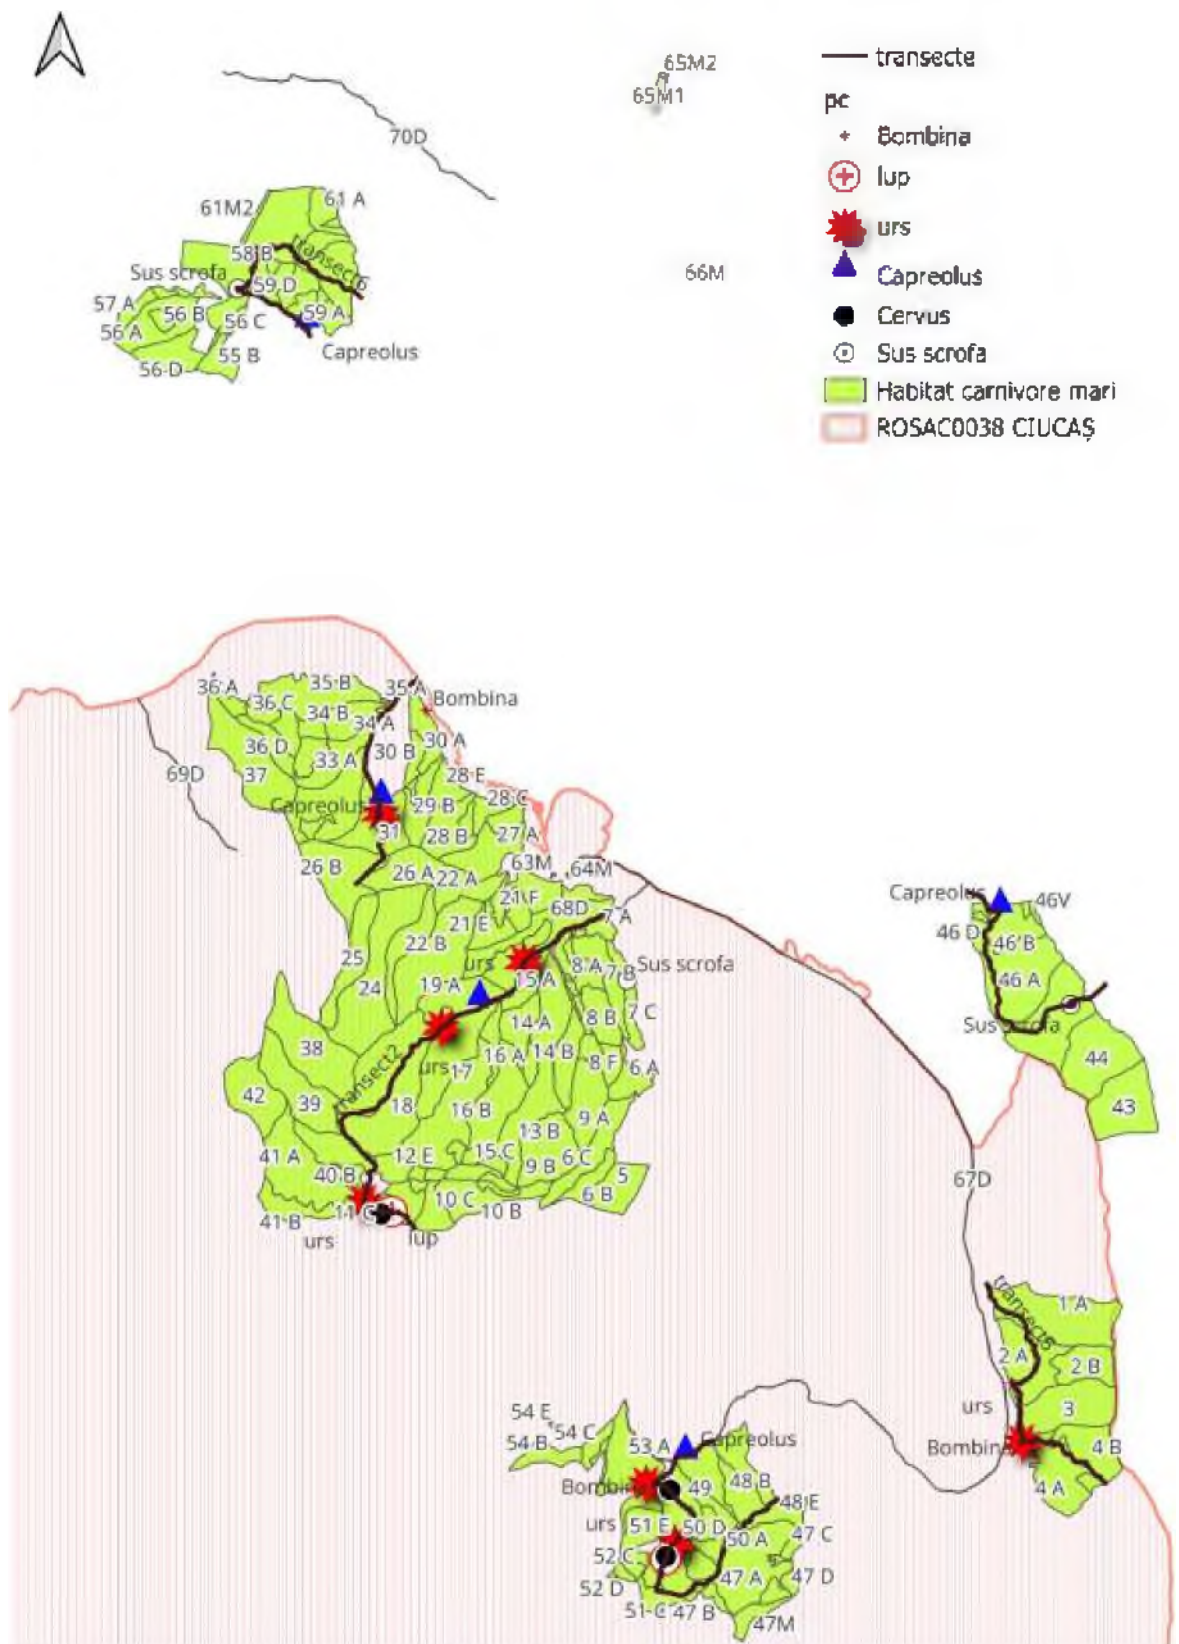 transecte
pc
Bombina
lup
urs
Capreolus
Cervus
Sus scrofa
Habitat carnivore mari
ROSAC0038 CIUCAȘ
65M2
65M1
70D
66M
61M2
61 A
58 B
transect6
Sus scrofa
59 D
57 A
56 B
59 A
56 A
56 C
55 B
56 D
Capreolus
36 A
35 B
35 A
Bombina
36 C
34 B
34 A
36 D
33 A
30 B
30 A
37
69D
28 E
Capreolus
29 B
28 C
31
28 B
27 A
26 B
26 A
22 A
63M
64M
21 F
68D
7 A
21 E
22 B
25
urs
8 A
7 B
Sus scrofa
24
19 A
15 A
14 A
8 B
7 C
38
transect2
urs
17
16 A
14 B
8 F
6 A
42
39
18
16 B
13 B
9 A
41 A
12 E
15 C
9 B
6 C
5
40 B
10 C
6 B
41 B
11 C
10 B
urs
lup
Capreolus
46V
46 D
46 B
46 A
Sus scrofa
44
43
67D
transect5
1 A
2 A
2 B
urs
3
Bombina
4 B
4 A
54 E
54 C
54 B
53 A
Capreolus
Bombina
49
48 B
48 E
urs
51 E
50 D
50 A
47 C
52 C
52 D
47 A
47 D
51 C
47 B
47M